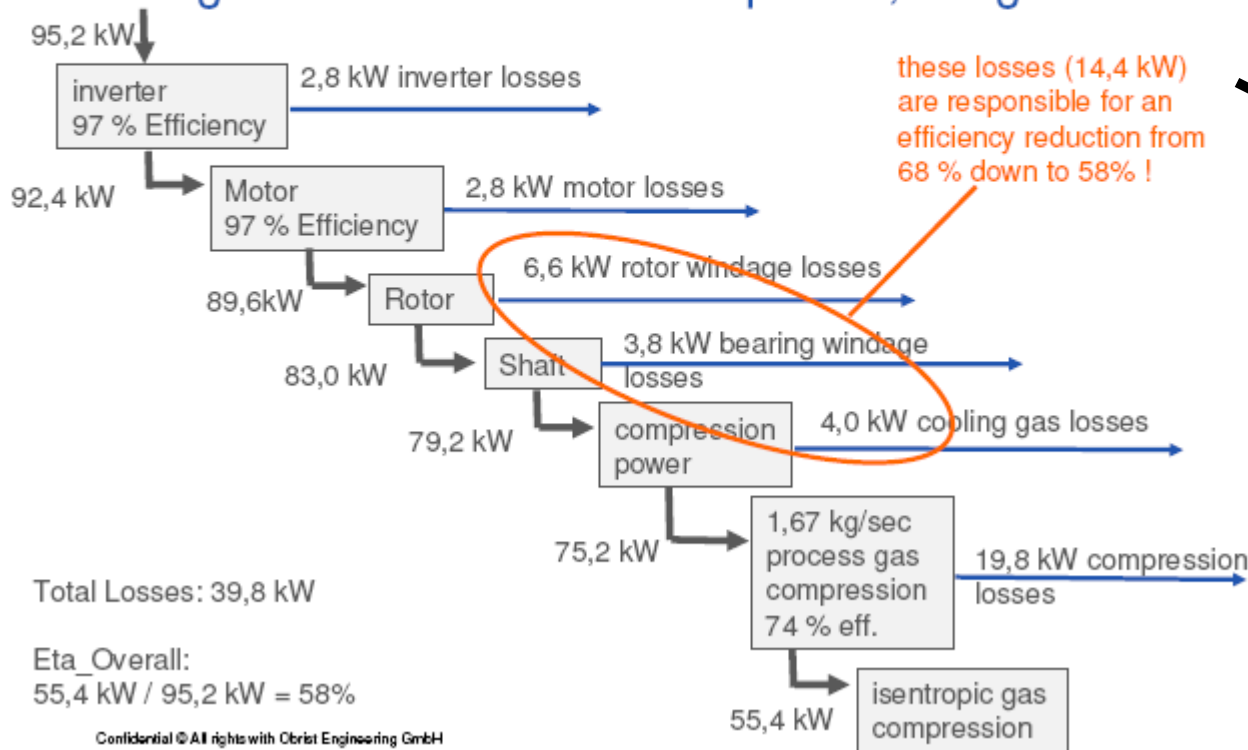 95,2 kW
inverter
97 % Efficiency
2,8 kW inverter losses
these losses (14,4 kW)
are responsible for an
efficiency reduction from
68 % down to 58% !
92,4 kW
Motor
97 % Efficiency
2,8 kW motor losses
89,6kW
Rotor
6,6 kW rotor windage losses
83,0 kW
Shaft
3,8 kW bearing windage
losses
79,2 kW
compression
power
4,0 kW cooling gas losses
75,2 kW
1,67 kg/sec
process gas
compression
74 % eff.
19,8 kW compression
losses
Total Losses: 39,8 kW
Eta_Overall:
55,4 kW / 95,2 kW = 58%
55,4 kW
isentropic gas
compression
Confidential © All rights with Obrist Engineering GmbH